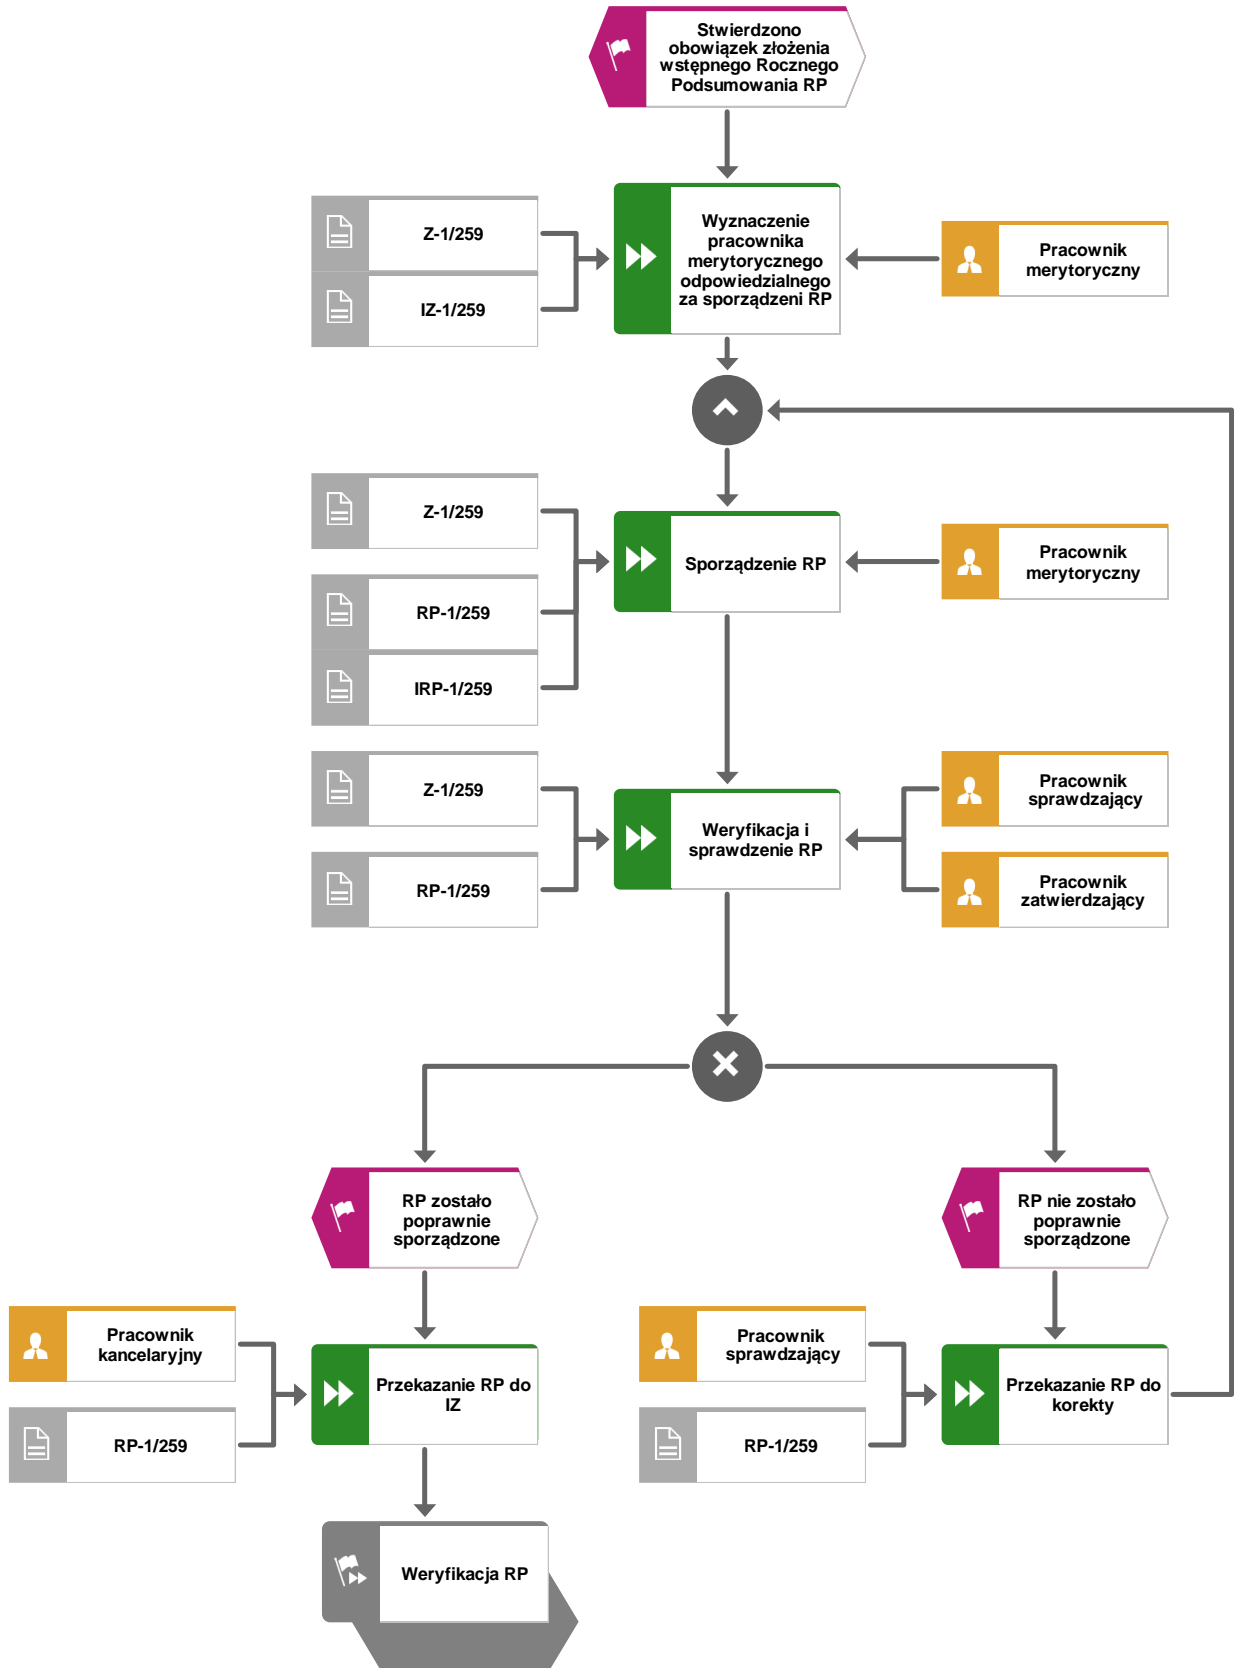 Stwierdzono
obowiązek złożenia
wstępnego Rocznego
Podsumowania RP
Z-1/259
IZ-1/259
Wyznaczenie
pracownika
merytorycznego
odpowiedzialnego
za sporządzeni RP
Pracownik
merytoryczny
Z-1/259
RP-1/259
IRP-1/259
Sporządzenie RP
Pracownik
merytoryczny
Z-1/259
RP-1/259
Weryfikacja i
sprawdzenie RP
Pracownik
sprawdzający
Pracownik
zatwierdzający
RP zostało
poprawnie
sporządzone
RP nie zostało
poprawnie
sporządzone
Pracownik
kancelaryjny
RP-1/259
Przekazanie RP do
IZ
Pracownik
sprawdzający
RP-1/259
Przekazanie RP do
korekty
Weryfikacja RP